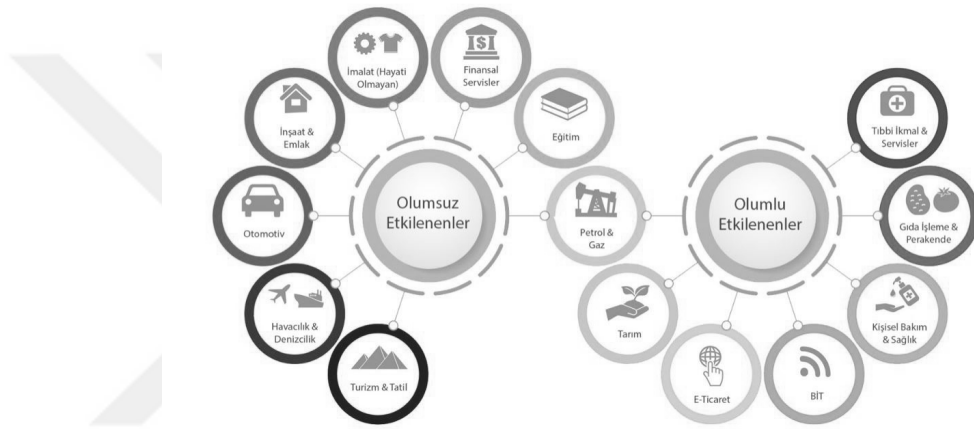 İmalat (Hayati
Olmayan)
Finansal
Servisler
İnşaat &
Emlak
Eğitim
Otomotiv
Olumsuz
Etkilenenler
Petrol &
Gaz
Havacılık &
Denizcilik
Turizm & Tatil
Olumlu
Etkilenenler
Tıbbi İkmal &
Servisler
Gıda İşleme &
Perakende
Kişisel Bakım
& Sağlık
BİT
E-Ticaret
Tarım